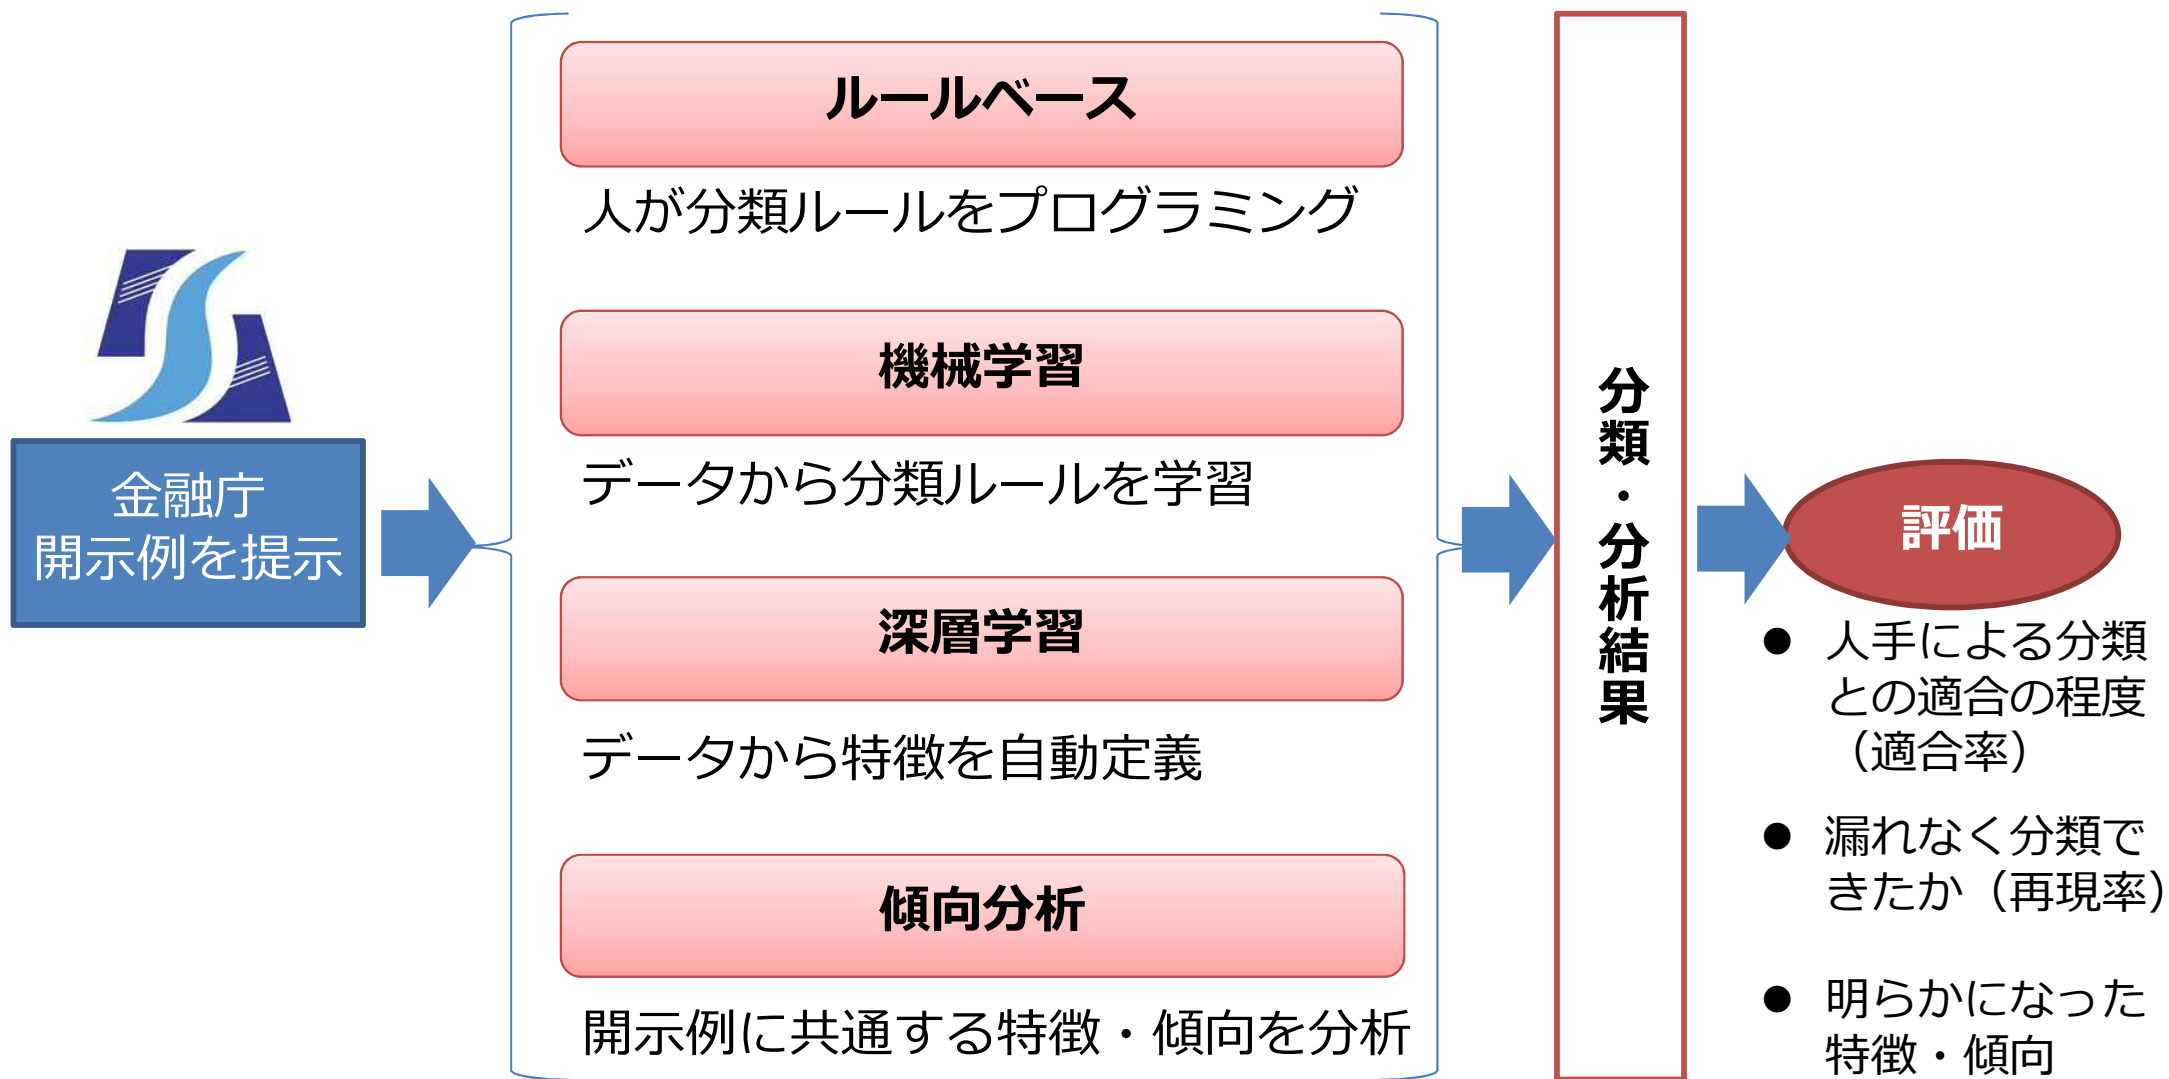 金融庁
開示例を提示
ルールベース
人が分類ルールをプログラミング
機械学習
データから分類ルールを学習
深層学習
データから特徴を自動定義
傾向分析
開示例に共通する特徴・傾向を分析
分類・分析結果
評価
● 人手による分類
との適合の程度
（適合率）
● 漏れなく分類で
きたか（再現率）
● 明らかになった
特徴・傾向